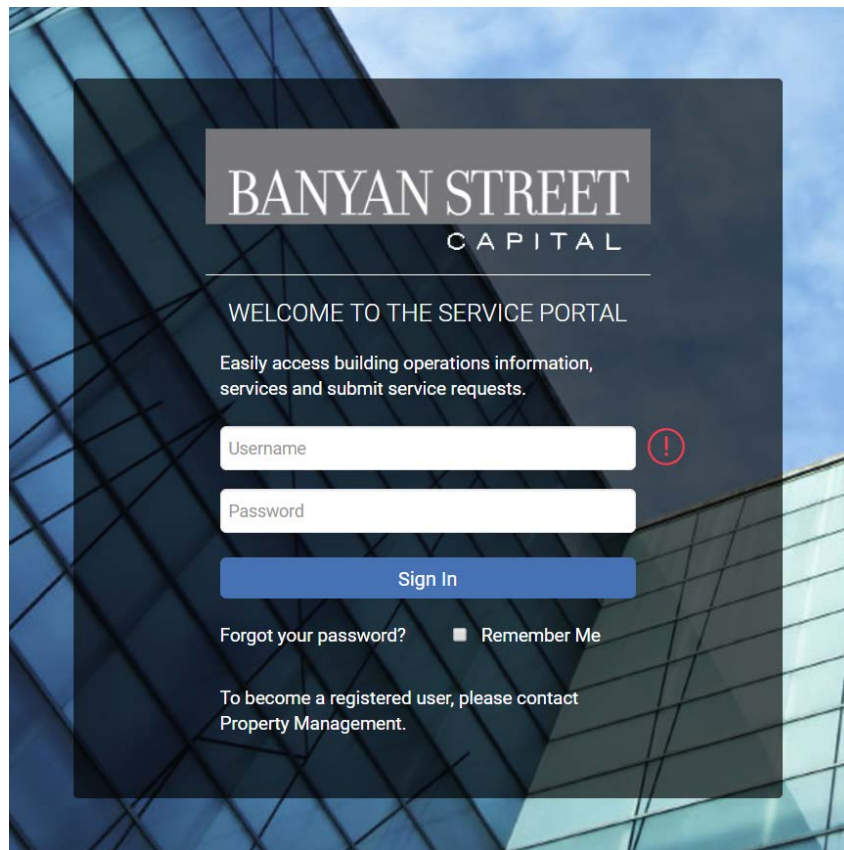 BANYAN STREET
CAPITAL
WELCOME TO THE SERVICE PORTAL
Easily access building operations information,
services and submit service requests.
Username
!
Password
Sign In
Forgot your password? Remember Me
To become a registered user, please contact
Property Management.